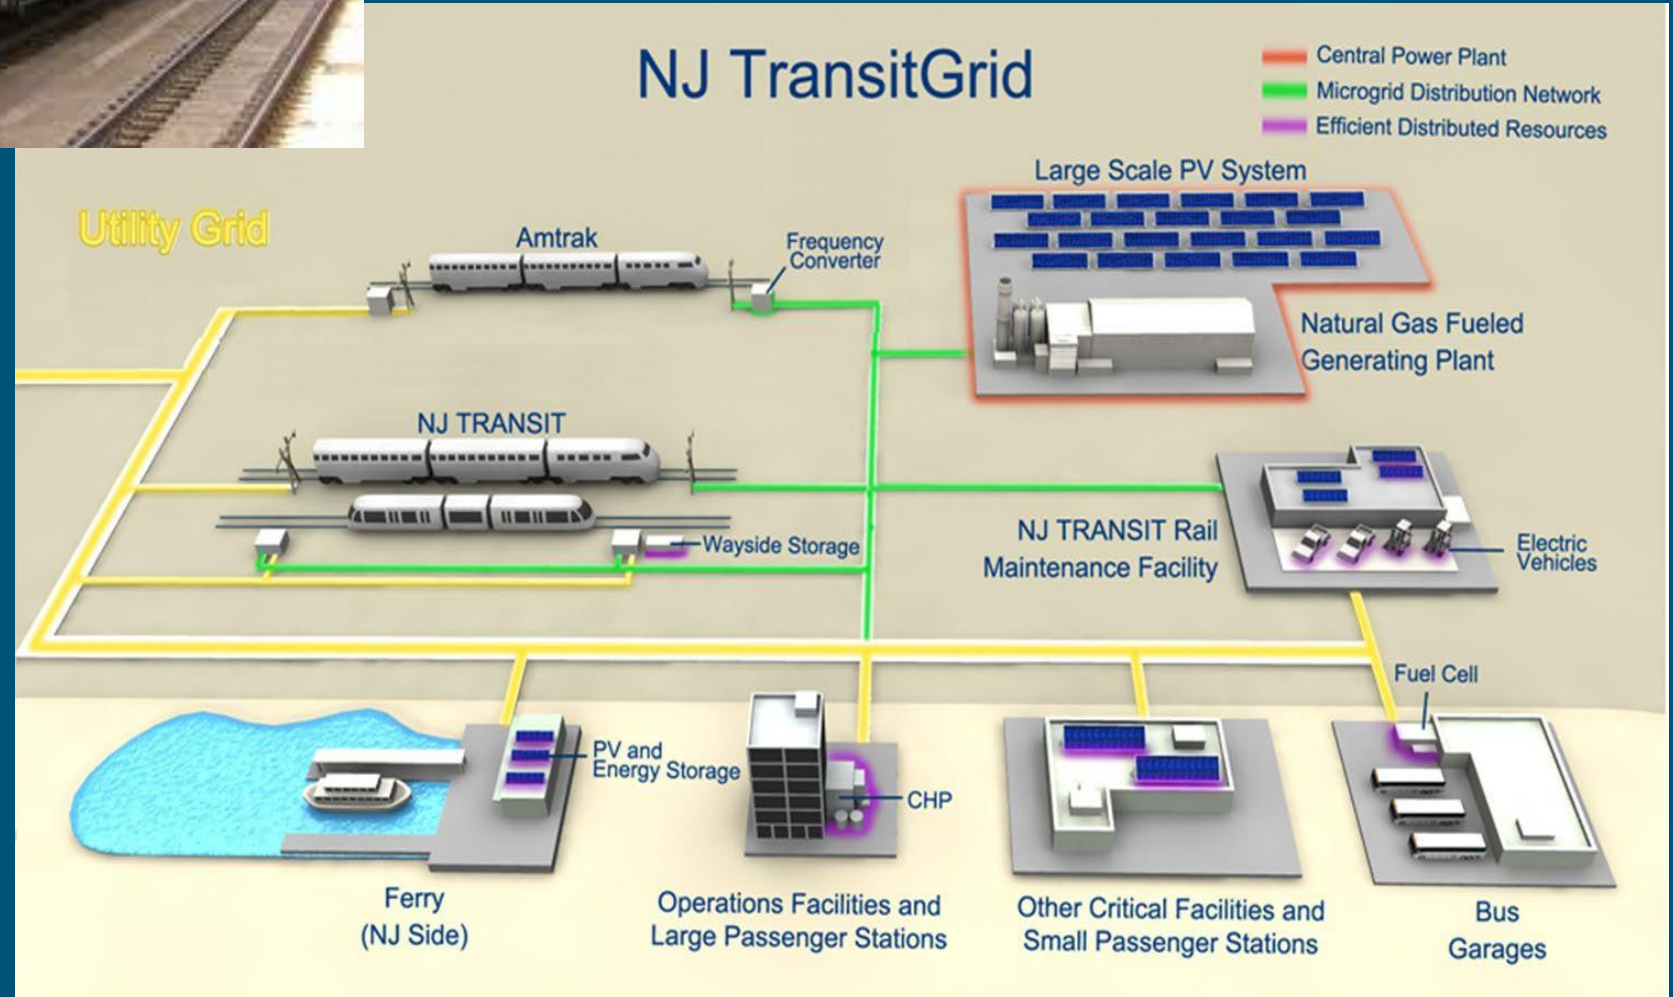 NJ TransitGrid
Central Power Plant
Microgrid Distribution Network
Efficient Distributed Resources
Large Scale PV System
Utility Grid
Amtrak
Frequency
Converter
Natural Gas Fueled
Generating Plant
NJ TRANSIT
Wayside Storage
NJ TRANSIT Rail
Maintenance Facility
Electric
Vehicles
Fuel Cell
PV and
Energy Storage
CHP
Ferry
(NJ Side)
Operations Facilities and
Large Passenger Stations
Other Critical Facilities and
Small Passenger Stations
Bus
Garages